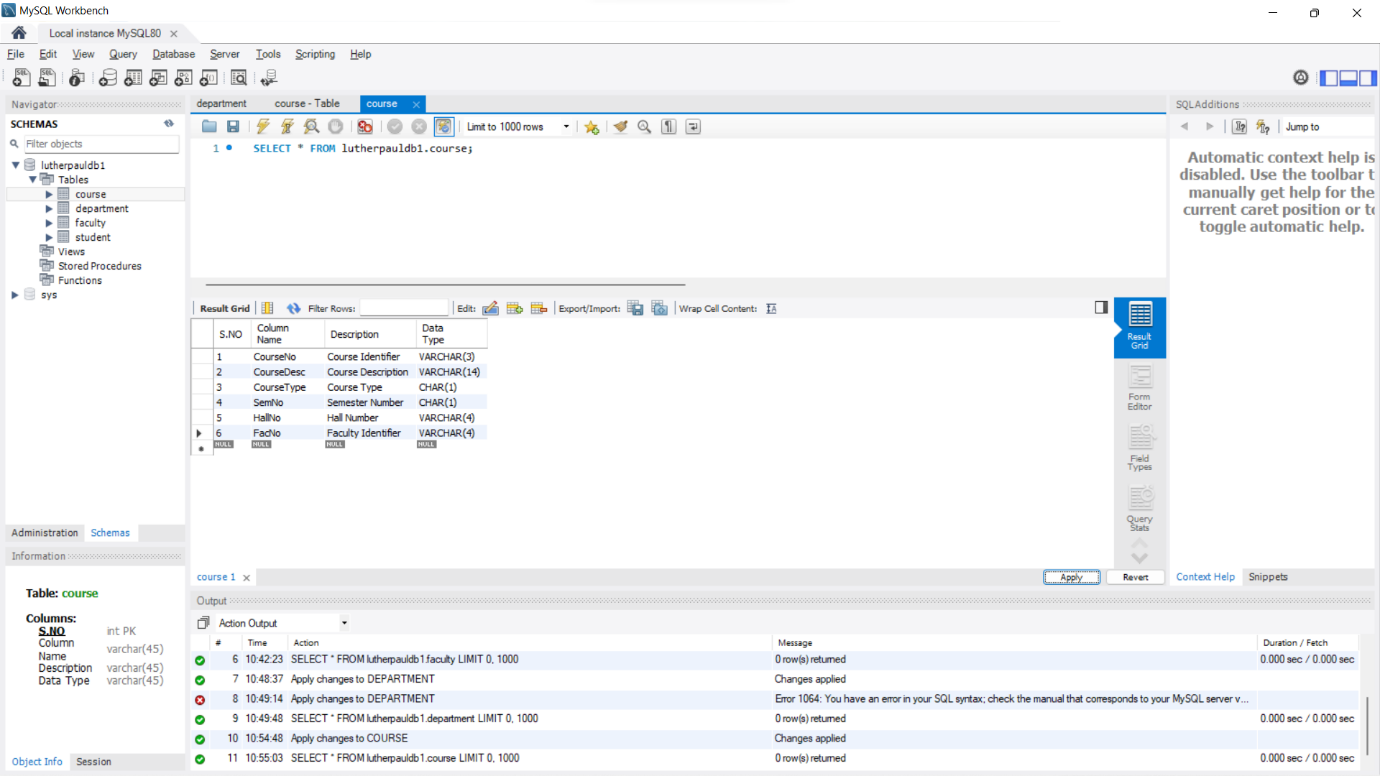 MySQL Workbench
Local instance MySQL80
File Edit View Query Database Server Tools Scripting Help
Navigator
SCHEMAS
Filter objects
lutherpauldb1
Tables
course
department
faculty
student
Views
Stored Procedures
Functions
sys
Administration Schemas
Information
Table: course
Columns:
S.NO int PK
Column Name varchar(45)
Description varchar(45)
Data Type varchar(45)
Object Info Session
department course - Table course
Limit to 1000 rows
1 SELECT * FROM lutherpauldb1.course;
Result Grid Filter Rows: Edit: Export/Import: Wrap Cell Content:
S.NO Column Name Description Data Type
1 CourseNo Course Identifier VARCHAR(3)
2 CourseDesc Course Description VARCHAR(14)
3 CourseType Course Type CHAR(1)
4 SemNo Semester Number CHAR(1)
5 HallNo Hall Number VARCHAR(4)
6 FacNo Faculty Identifier VARCHAR(4)
NULL NULL NULL NULL
Result Grid
Form Editor
Field Types
Query Stats
course 1 Apply Revert
SQLAdditions
Jump to
Automatic context help is
disabled. Use the toolbar t
manually get help for the
current caret position or to
toggle automatic help.
Context Help Snippets
Output
Action Output
# Time Action Message Duration / Fetch
6 10:42:23 SELECT * FROM lutherpauldb1.faculty LIMIT 0, 1000 0 row(s) returned 0.000 sec / 0.000 sec
7 10:48:37 Apply changes to DEPARTMENT Changes applied
8 10:49:14 Apply changes to DEPARTMENT Error 1064: You have an error in your SQL syntax; check the manual that corresponds to your MySQL server v...
9 10:49:48 SELECT * FROM lutherpauldb1.department LIMIT 0, 1000 0 row(s) returned 0.000 sec / 0.000 sec
10 10:54:48 Apply changes to COURSE Changes applied
11 10:55:03 SELECT * FROM lutherpauldb1.course LIMIT 0, 1000 0 row(s) returned 0.000 sec / 0.000 sec